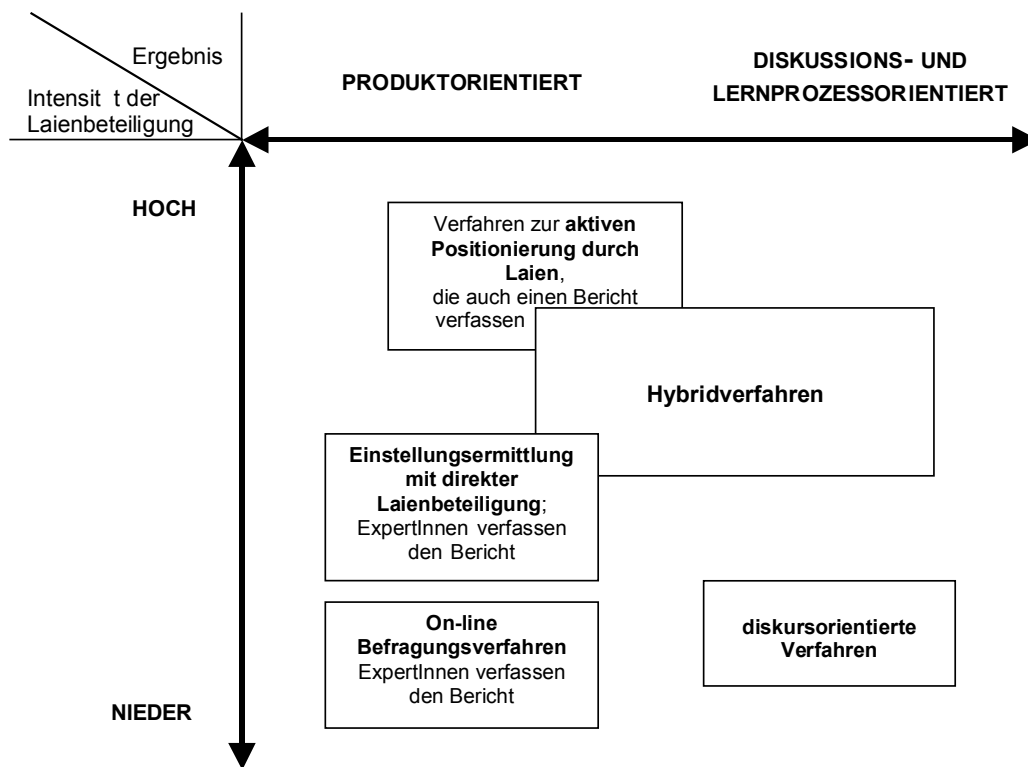 Ergebnis
Intensit t der
Laienbeteiligung
PRODUKTORIENTIERT
DISKUSSIONS- UND
LERNPROZESSORIENTIERT
HOCH
Verfahren zur aktiven
Positionierung durch
Laien,
die auch einen Bericht
verfassen
Hybridverfahren
Einstellungsermittlung
mit direkter
Laienbeteiligung;
ExpertInnen verfassen
den Bericht
On-line
Befragungsverfahren
ExpertInnen verfassen
den Bericht
diskursorientierte
Verfahren
NIEDER